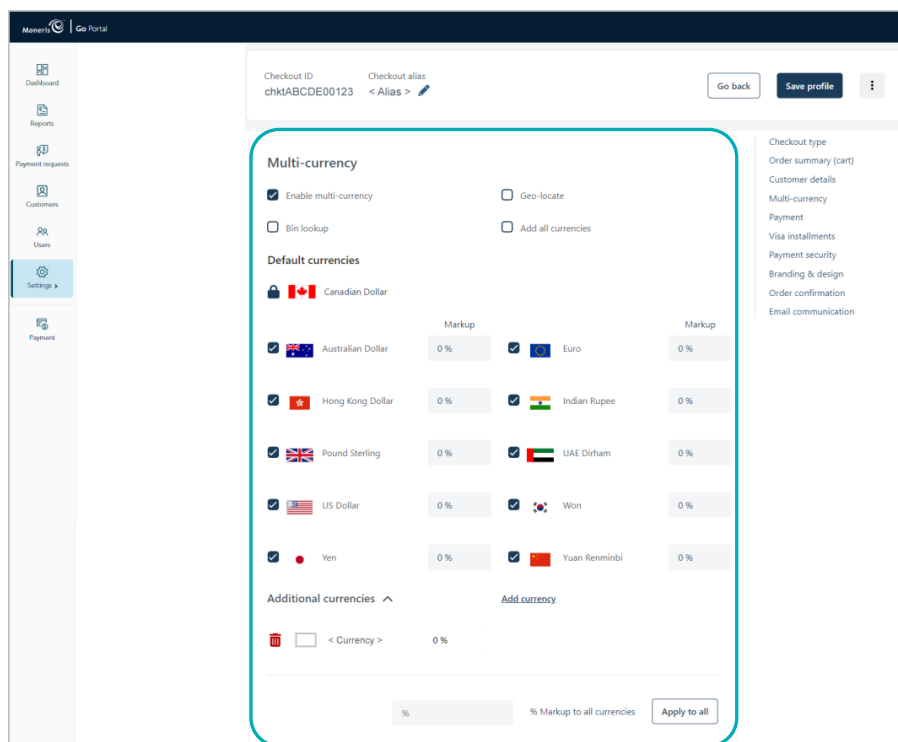 Moneris | Go Portal
Dashboard
Reports
Payment requests
Customers
Users
Settings
Payment
Checkout ID Checkout alias
chktABCDE00123 < Alias >
Go back Save profile
Multi-currency
Enable multi-currency Geo-locate
Bin lookup Add all currencies
Default currencies
Canadian Dollar
Markup Markup
Australian Dollar 0 % Euro 0 %
Hong Kong Dollar 0 % Indian Rupee 0 %
Pound Sterling 0 % UAE Dirham 0 %
US Dollar 0 % Won 0 %
Yen 0 % Yuan Renminbi 0 %
Additional currencies Add currency
< Currency > 0 %
% % Markup to all currencies Apply to all
Checkout type
Order summary (cart)
Customer details
Multi-currency
Payment
Visa installments
Payment security
Branding & design
Order confirmation
Email communication